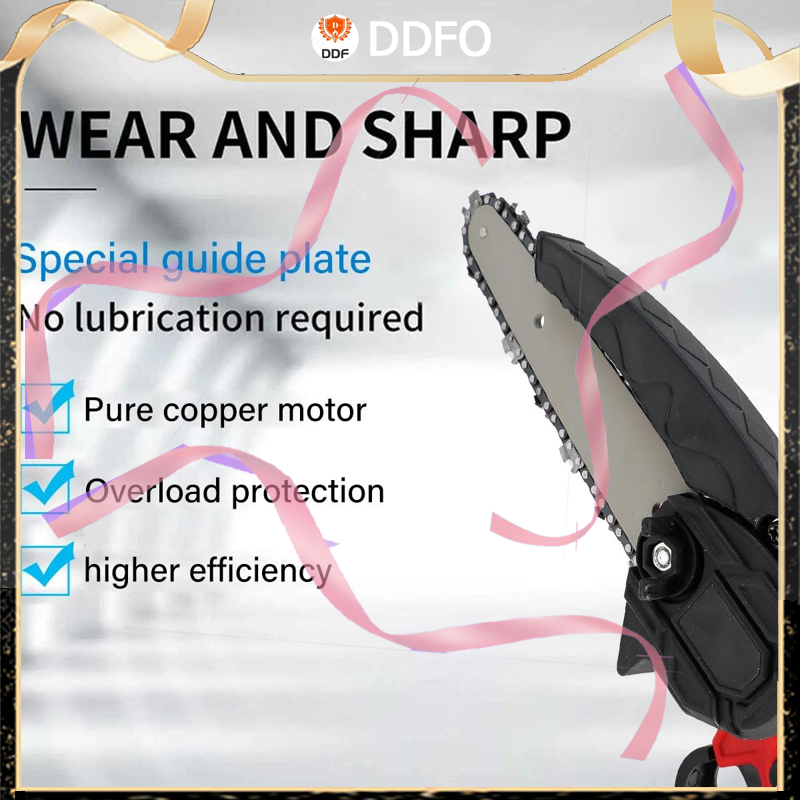 D
DDF
DDFO
WEAR AND SHARP
Special guide plate
No lubrication required
Pure copper motor
Overload protection
higher efficiency